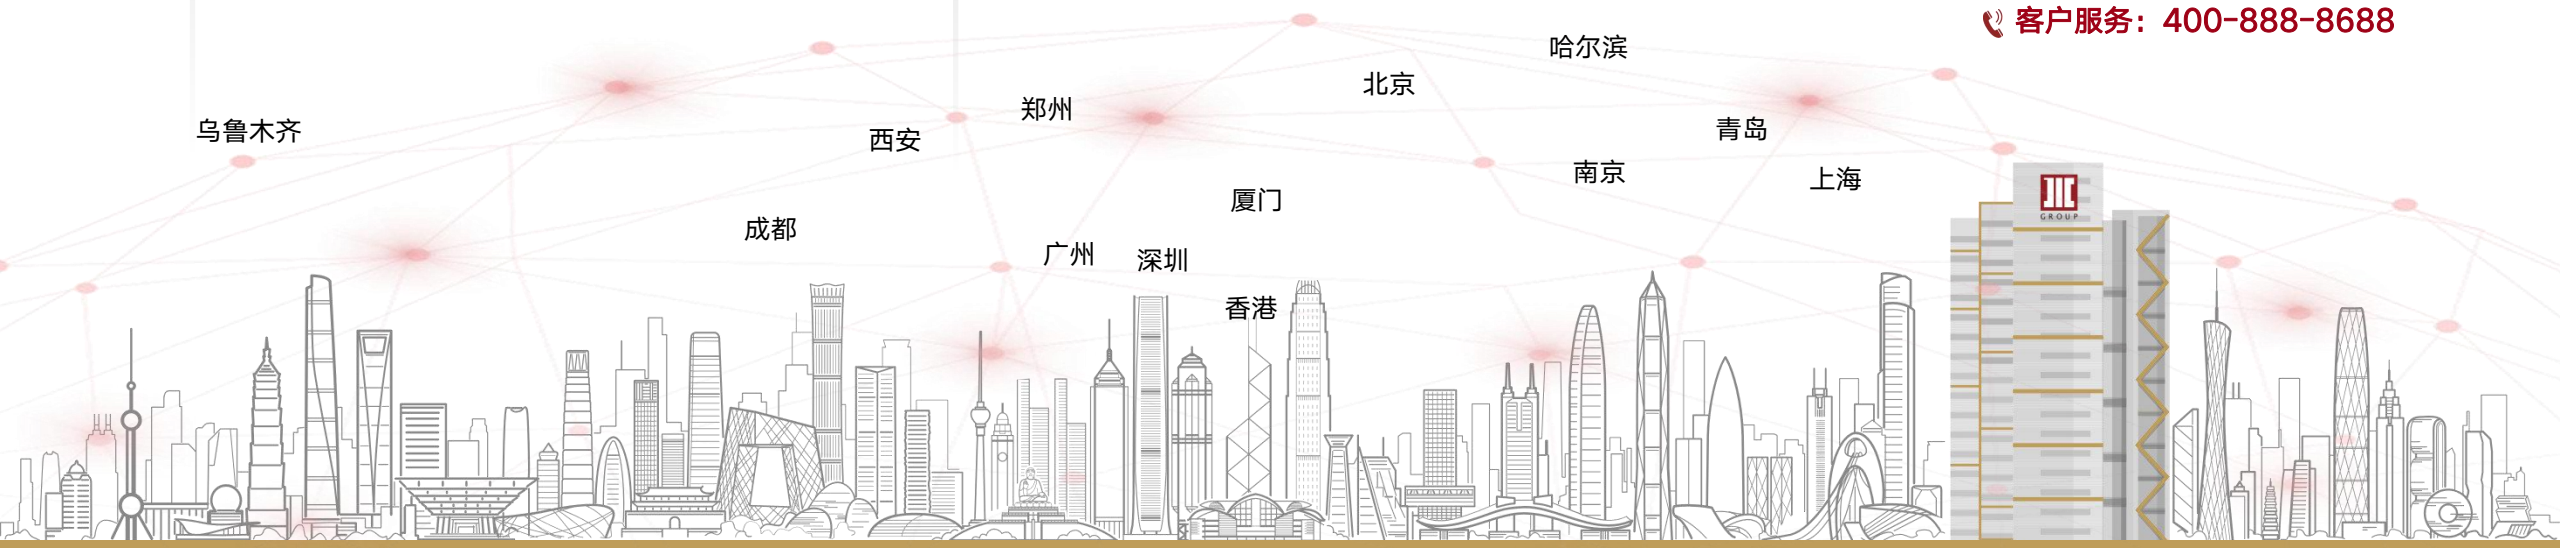 客户服务：400-888-8688
哈尔滨
北京
郑州
乌鲁木齐
青岛
西安
南京
上海
厦门
成都
广州
深圳
香港
GROUP